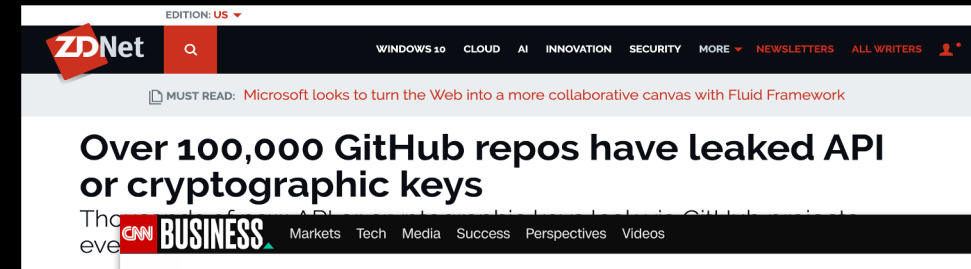 EDITION: US
ZDNet WINDOWS 10 CLOUD AI INNOVATION SECURITY MORE NEWSLETTERS ALL WRITERS
MUST READ: Microsoft looks to turn the Web into a more collaborative canvas with Fluid Framework
Over 100,000 GitHub repos have leaked API
or cryptographic keys
CNN BUSINESS Markets Tech Media Success Perspectives Videos